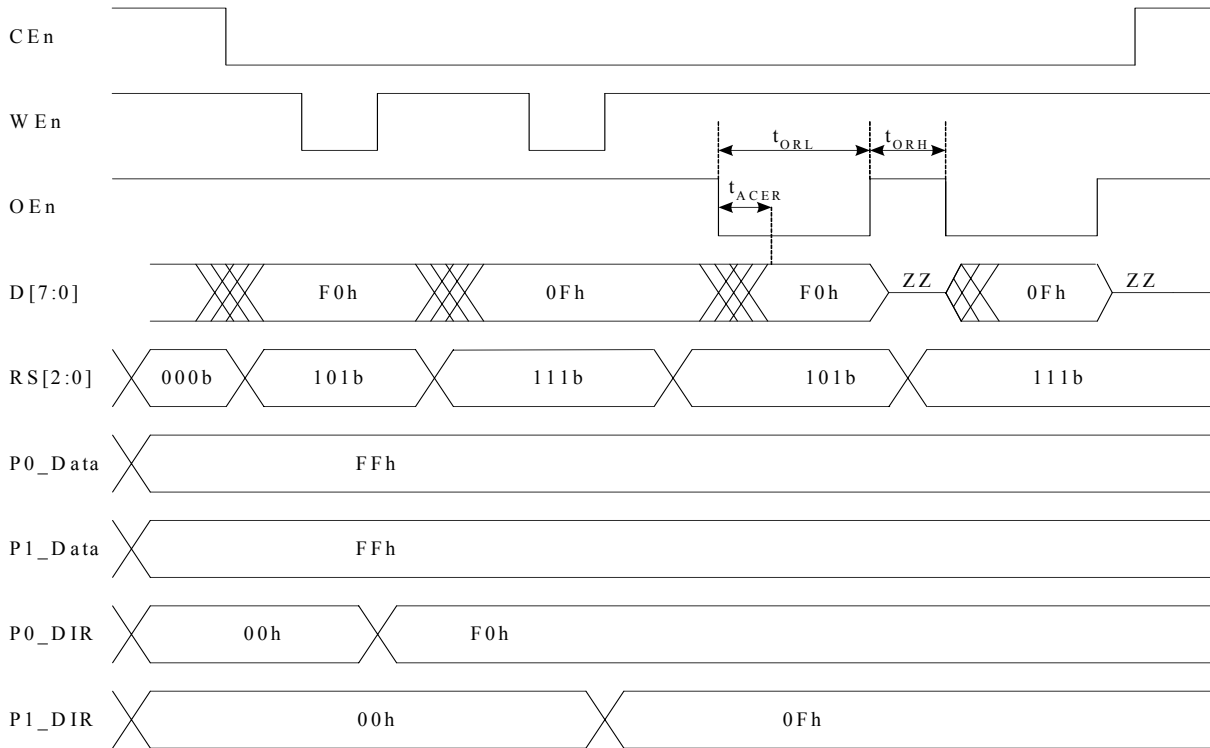 CEn
WEn
tORL tORH
OEn tACER
D[7:0] F0h 0Fh F0h ZZ 0Fh ZZ
RS[2:0] 000b 101b 111b 101b 111b
P0_Data FFh
P1_Data FFh
P0_DIR 00h F0h
P1_DIR 00h 0Fh